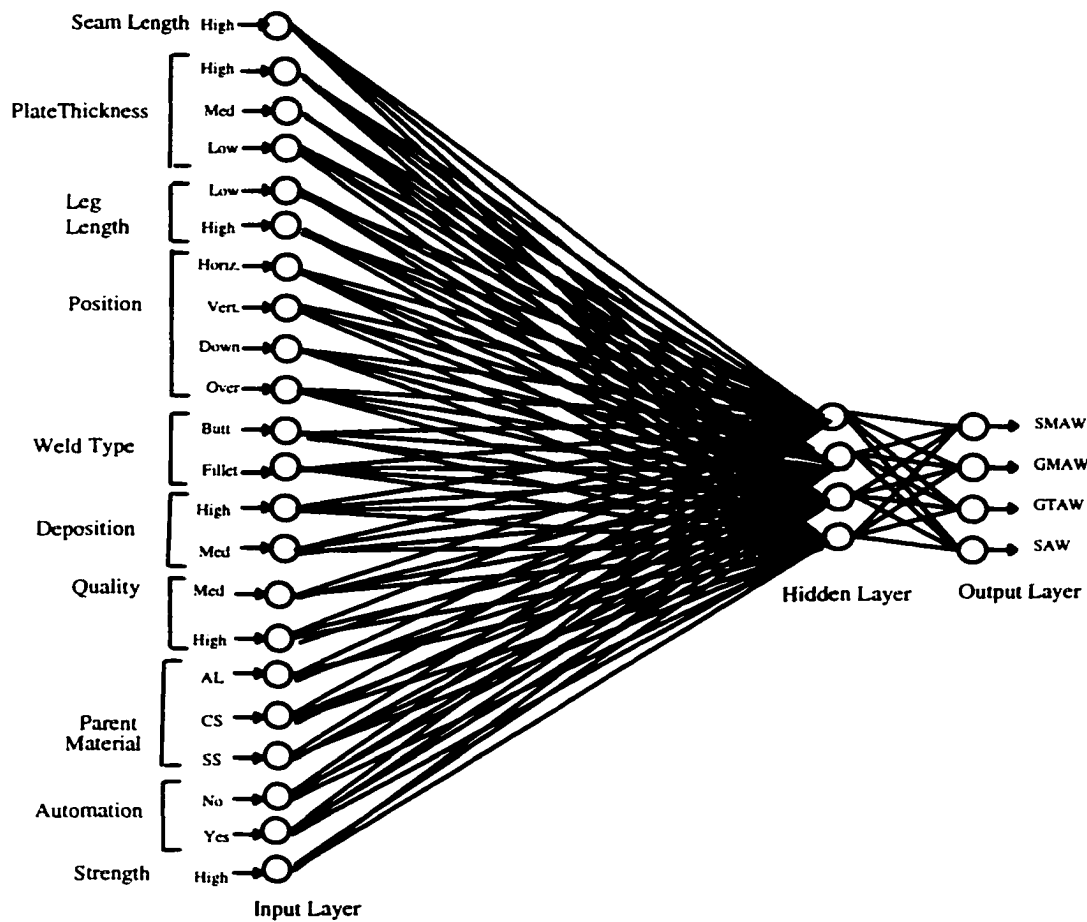 Seam Length High
High
PlateThickness Med
Low
Low
Leg
Length
High
Horiz.
Position Vert.
Down
Over
Butt
Weld Type
Fillet
High
Deposition
Med
Quality Med
High
AL
Parent
Material
CS
SS
No
Automation
Yes
Strength High
Input Layer
SMAW
GMAW
GTAW
SAW
Hidden Layer Output Layer